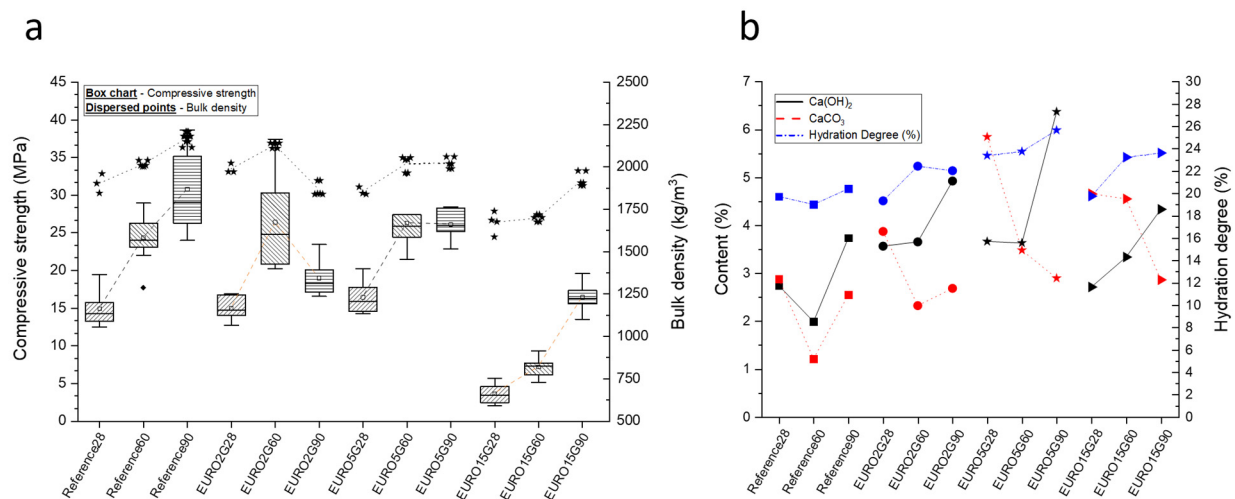 a
45
40
35
30
25
20
15
10
5
0
Compressive strength (MPa)
Box chart - Compressive strength
Dispersed points - Bulk density
2500
2250
2000
1750
1500
1250
1000
750
500
Bulk density (kg/m3)
Reference28
Reference60
Reference90
EURO2G28
EURO2G60
EURO2G90
EURO5G28
EURO5G60
EURO5G90
EURO15G28
EURO15G60
EURO15G90
b
7
6
5
4
3
2
1
0
Content (%)
Ca(OH)2
CaCO3
Hydration Degree (%)
30
28
26
24
22
20
18
16
14
12
10
8
6
4
2
0
Hydration degree (%)
Reference28
Reference60
Reference90
EURO2G28
EURO2G60
EURO2G90
EURO5G28
EURO5G60
EURO5G90
EURO15G28
EURO15G60
EURO15G90